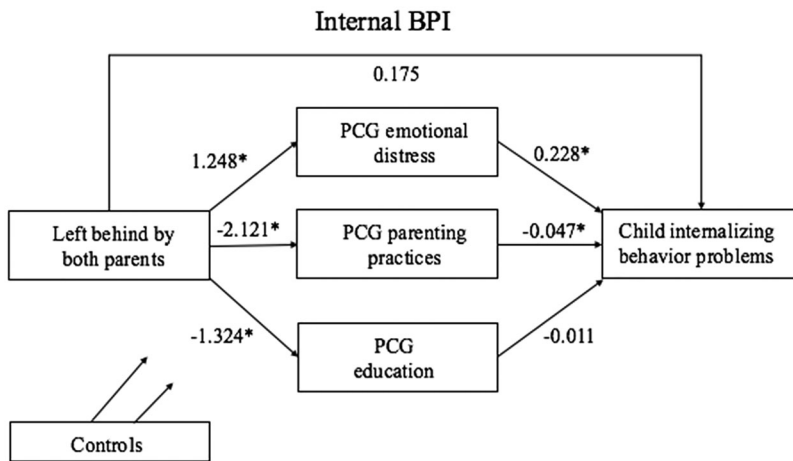 Internal BPI
0.175
PCG emotional
distress
1.248*
0.228*
Left behind by
both parents
-2.121*
PCG parenting
practices
-0.047*
Child internalizing
behavior problems
-1.324*
PCG
education
-0.011
Controls